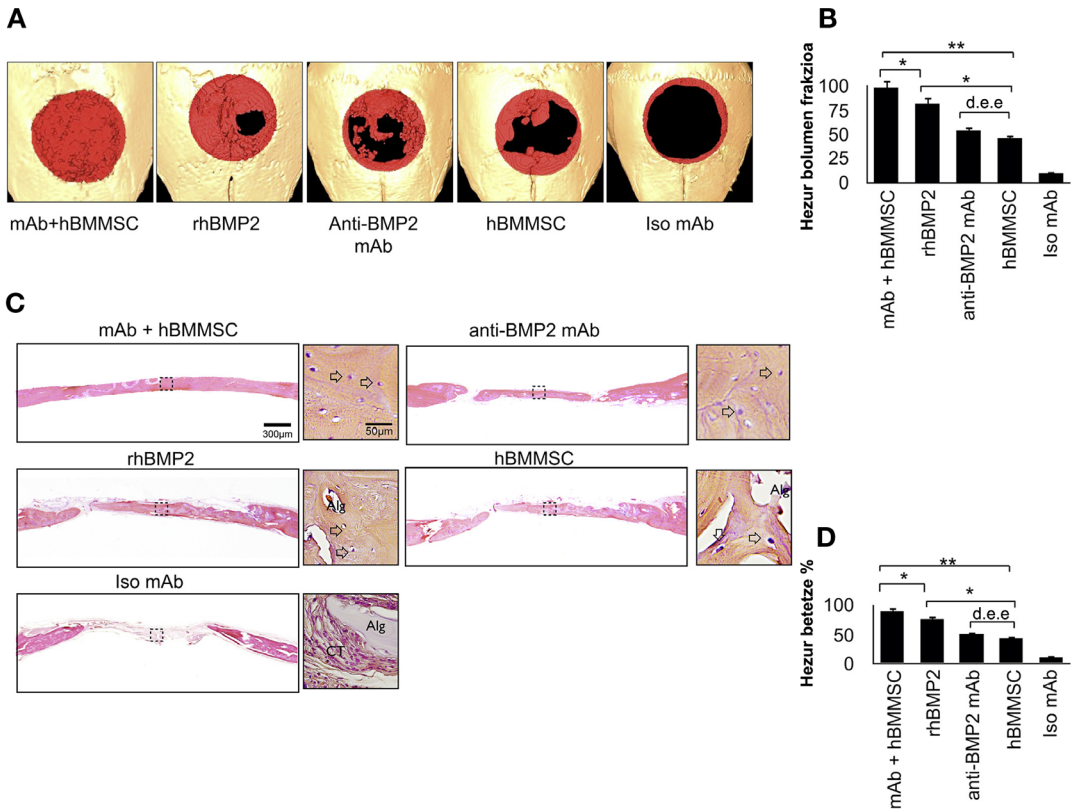 A
mAb+hBMMSC
rhBMP2
Anti-BMP2
mAb
hBMMSC
Iso mAb
B
Hezur bolumen frakzioa
**
*
*
d.e.e
100
75
50
25
0
mAb + hBMMSC
rhBMP2
anti-BMP2 mAb
hBMMSC
Iso mAb
C
mAb + hBMMSC
300µm
50µm
anti-BMP2 mAb
rhBMP2
Alg
hBMMSC
Alg
Iso mAb
Alg
CT
D
Hezur betetze %
**
*
*
d.e.e
100
50
0
mAb + hBMMSC
rhBMP2
anti-BMP2 mAb
hBMMSC
Iso mAb